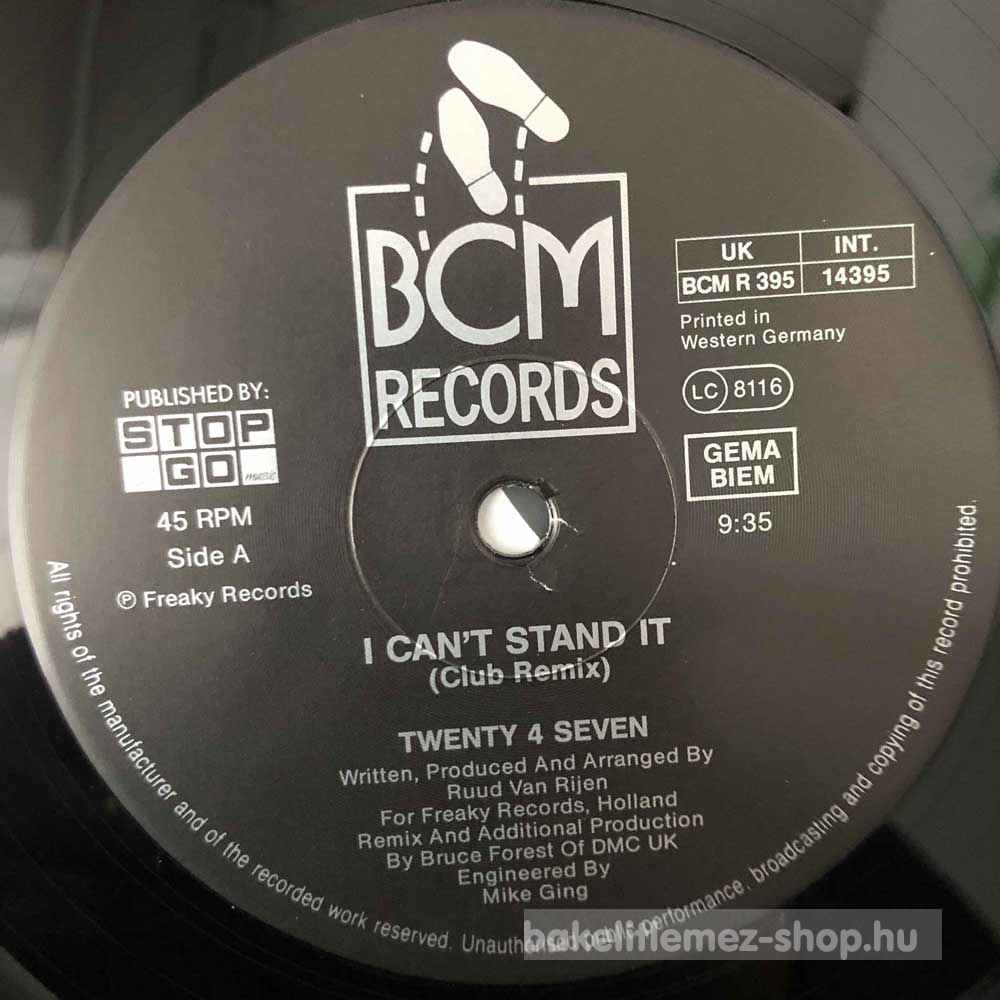 BCM
RECORDS
UK INT.
BCM R 395 14395
Printed in
Western Germany
LC 8116
GEMA
BIEM
9:35
PUBLISHED BY:
STOP
GO music
45 RPM
Side A
℗ Freaky Records
I CAN'T STAND IT
(Club Remix)
TWENTY 4 SEVEN
Written, Produced And Arranged By
Ruud Van Rijen
For Freaky Records, Holland
Remix And Additional Production
By Bruce Forest Of DMC UK
Engineered By
Mike Ging
All rights of the manufacturer and of the recorded work reserved. Unauthorised public performance, broadcasting and copying of this record prohibited.
bakelitlemez-shop.hu